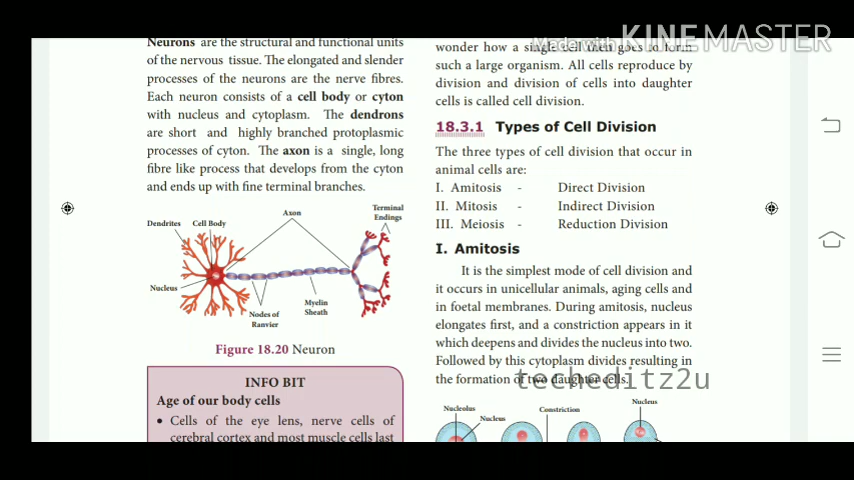 Made with KINEMASTER
Neurons are the structural and functional units
of the nervous tissue. The elongated and slender
processes of the neurons are the nerve fibres.
Each neuron consists of a cell body or cyton
with nucleus and cytoplasm. The dendrons
are short and highly branched protoplasmic
processes of cyton. The axon is a single, long
fibre like process that develops from the cyton
and ends up with fine terminal branches.
Dendrites
Cell Body
Axon
Terminal
Endings
Nucleus
Nodes of
Ranvier
Myelin
Sheath
Figure 18.20 Neuron
INFO BIT
Age of our body cells
• Cells of the eye lens, nerve cells of
cerebral cortex and most muscle cells last
wonder how a single cell then goes to form
such a large organism. All cells reproduce by
division and division of cells into daughter
cells is called cell division.
18.3.1 Types of Cell Division
The three types of cell division that occur in
animal cells are:
I. Amitosis - Direct Division
II. Mitosis - Indirect Division
III. Meiosis - Reduction Division
I. Amitosis
It is the simplest mode of cell division and
it occurs in unicellular animals, aging cells and
in foetal membranes. During amitosis, nucleus
elongates first, and a constriction appears in it
which deepens and divides the nucleus into two.
Followed by this cytoplasm divides resulting in
the formation of two daughter cells.
techeditz2u
Nucleolus
Nucleus
Constriction
Nucleus